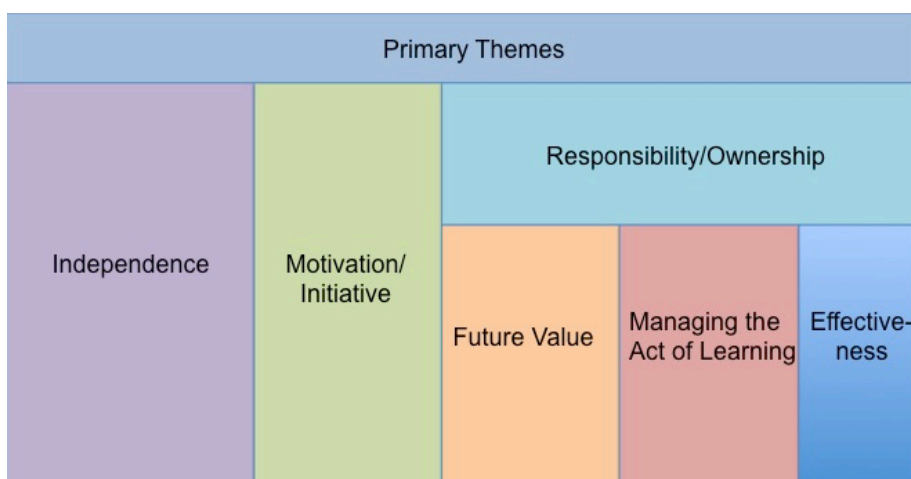 Primary Themes
Responsibility/Ownership
Independence
Motivation/
Initiative
Future Value
Managing the
Act of Learning
Effective-
ness